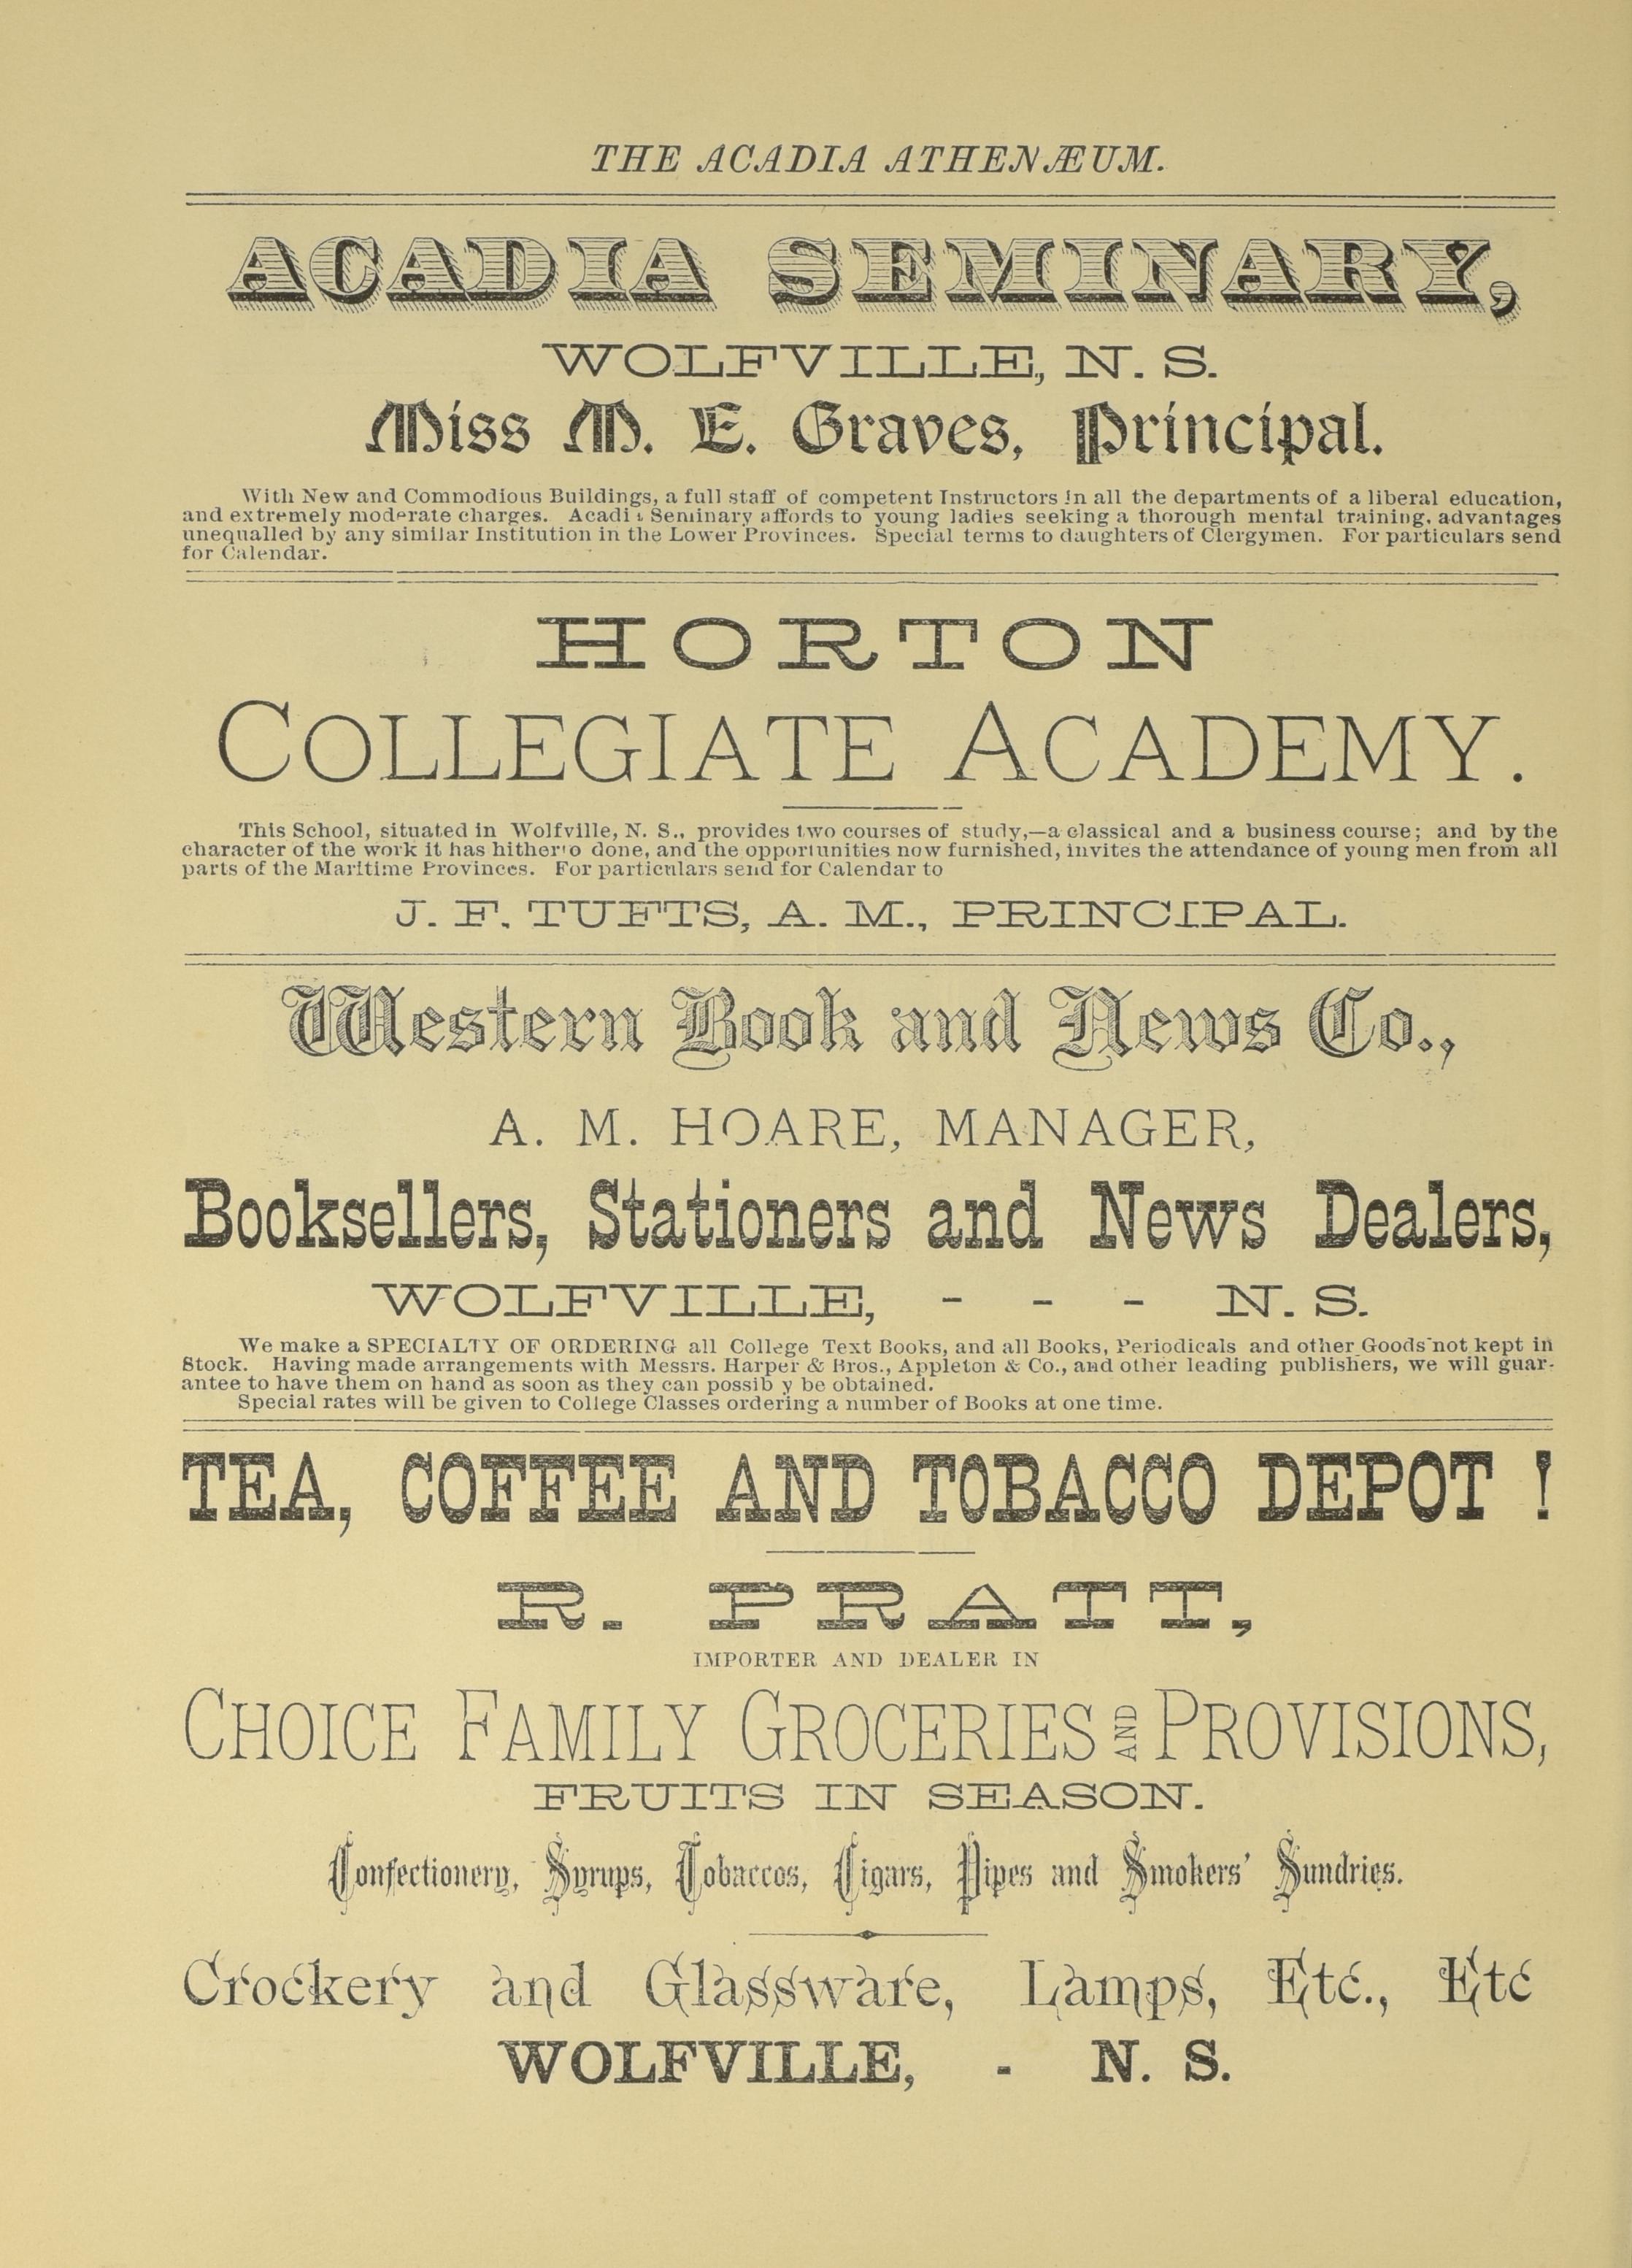 THE ACADIA ATHENÆUM.
ACADIA SEMINARY,
WOLFVILLE, N. S.
Miss M. E. Graves, Principal.
With New and Commodious Buildings, a full staff of competent Instructors in all the departments of a liberal education,
and extremely moderate charges. Acadia Seminary affords to young ladies seeking a thorough mental training, advantages
unequalled by any similar Institution in the Lower Provinces. Special terms to daughters of Clergymen. For particulars send
for Calendar.
HORTON
COLLEGIATE ACADEMY.
This School, situated in Wolfville, N. S., provides two courses of study,—a classical and a business course; and by the
character of the work it has hitherto done, and the opportunities now furnished, invites the attendance of young men from all
parts of the Maritime Provinces. For particulars send for Calendar to
J. F. TUFTS, A. M., PRINCIPAL.
Western Book and News Co.,
A. M. HOARE, MANAGER,
Booksellers, Stationers and News Dealers,
WOLFVILLE, - - - N. S.
We make a SPECIALTY OF ORDERING all College Text Books, and all Books, Periodicals and other Goods not kept in
Stock. Having made arrangements with Messrs. Harper & Bros., Appleton & Co., and other leading publishers, we will guar-
antee to have them on hand as soon as they can possib y be obtained.
Special rates will be given to College Classes ordering a number of Books at one time.
TEA, COFFEE AND TOBACCO DEPOT !
R. PRATT,
IMPORTER AND DEALER IN
CHOICE FAMILY GROCERIES AND PROVISIONS,
FRUITS IN SEASON.
Confectionery, Syrups, Tobaccos, Cigars, Pipes and Smokers' Sundries.
Crockery and Glassware, Lamps, Etc., Etc
WOLFVILLE, - N. S.